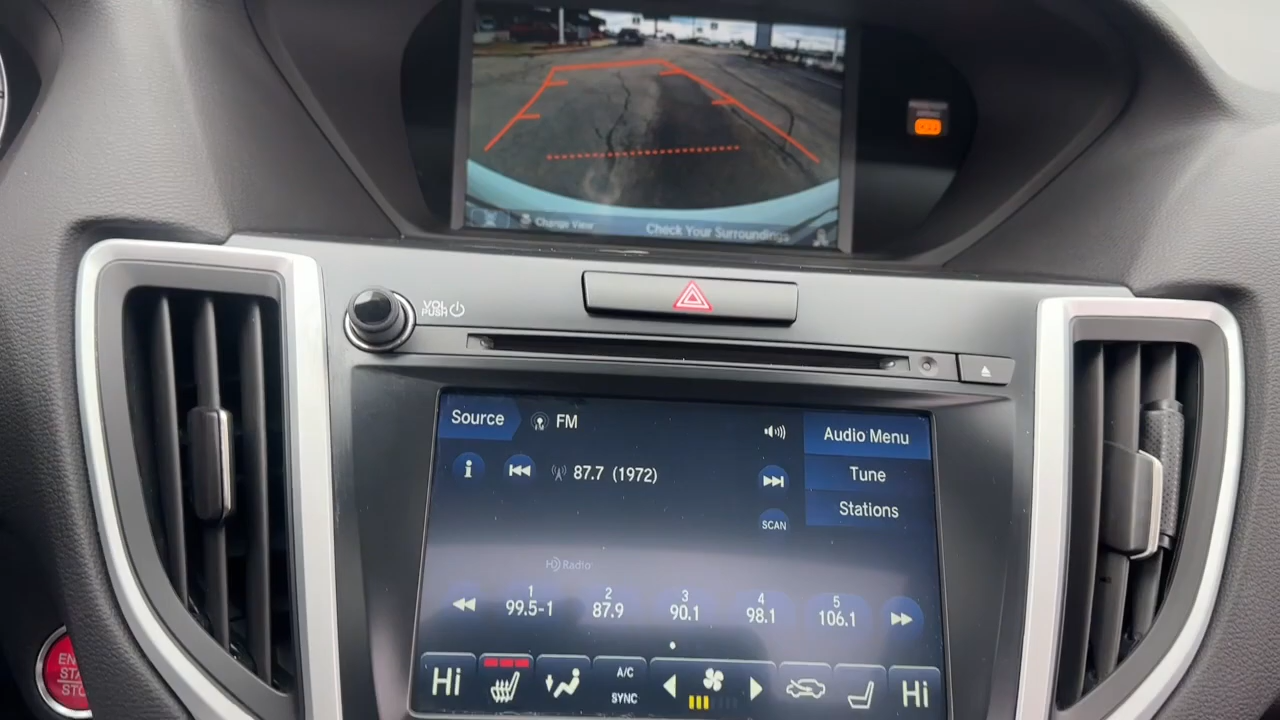 Change View
Check Your Surroundings
VOL
PUSH
Source
FM
Audio Menu
87.7 (1972)
Tune
Stations
SCAN
HD Radio
1
99.5-1
2
87.9
3
90.1
4
98.1
5
106.1
Hi
A/C
SYNC
Hi